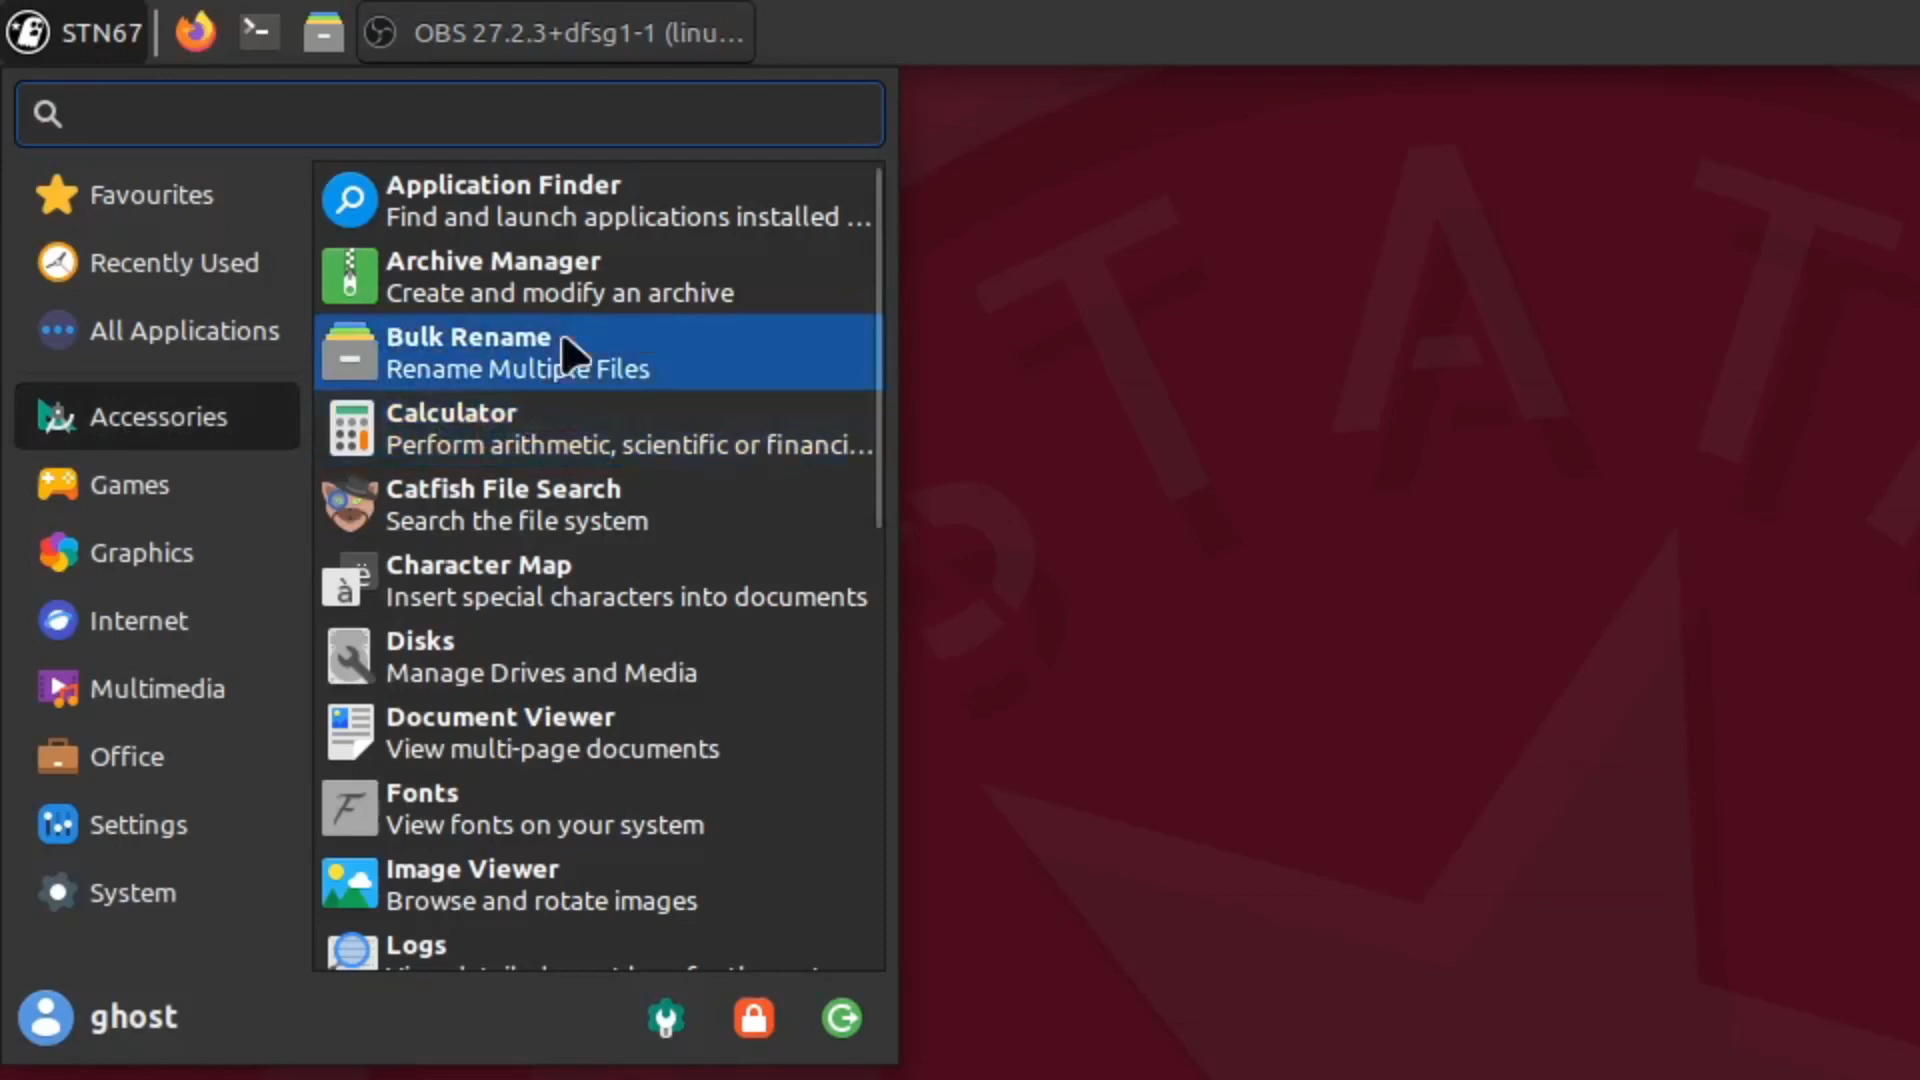 STN67
OBS 27.2.3+dfsg1-1 (linu...
Favourites
Recently Used
All Applications
Accessories
Games
Graphics
Internet
Multimedia
Office
Settings
System
Application Finder
Find and launch applications installed ...
Archive Manager
Create and modify an archive
Bulk Rename
Rename Multiple Files
Calculator
Perform arithmetic, scientific or financi...
Catfish File Search
Search the file system
Character Map
Insert special characters into documents
Disks
Manage Drives and Media
Document Viewer
View multi-page documents
Fonts
View fonts on your system
Image Viewer
Browse and rotate images
Logs
ghost
TAT